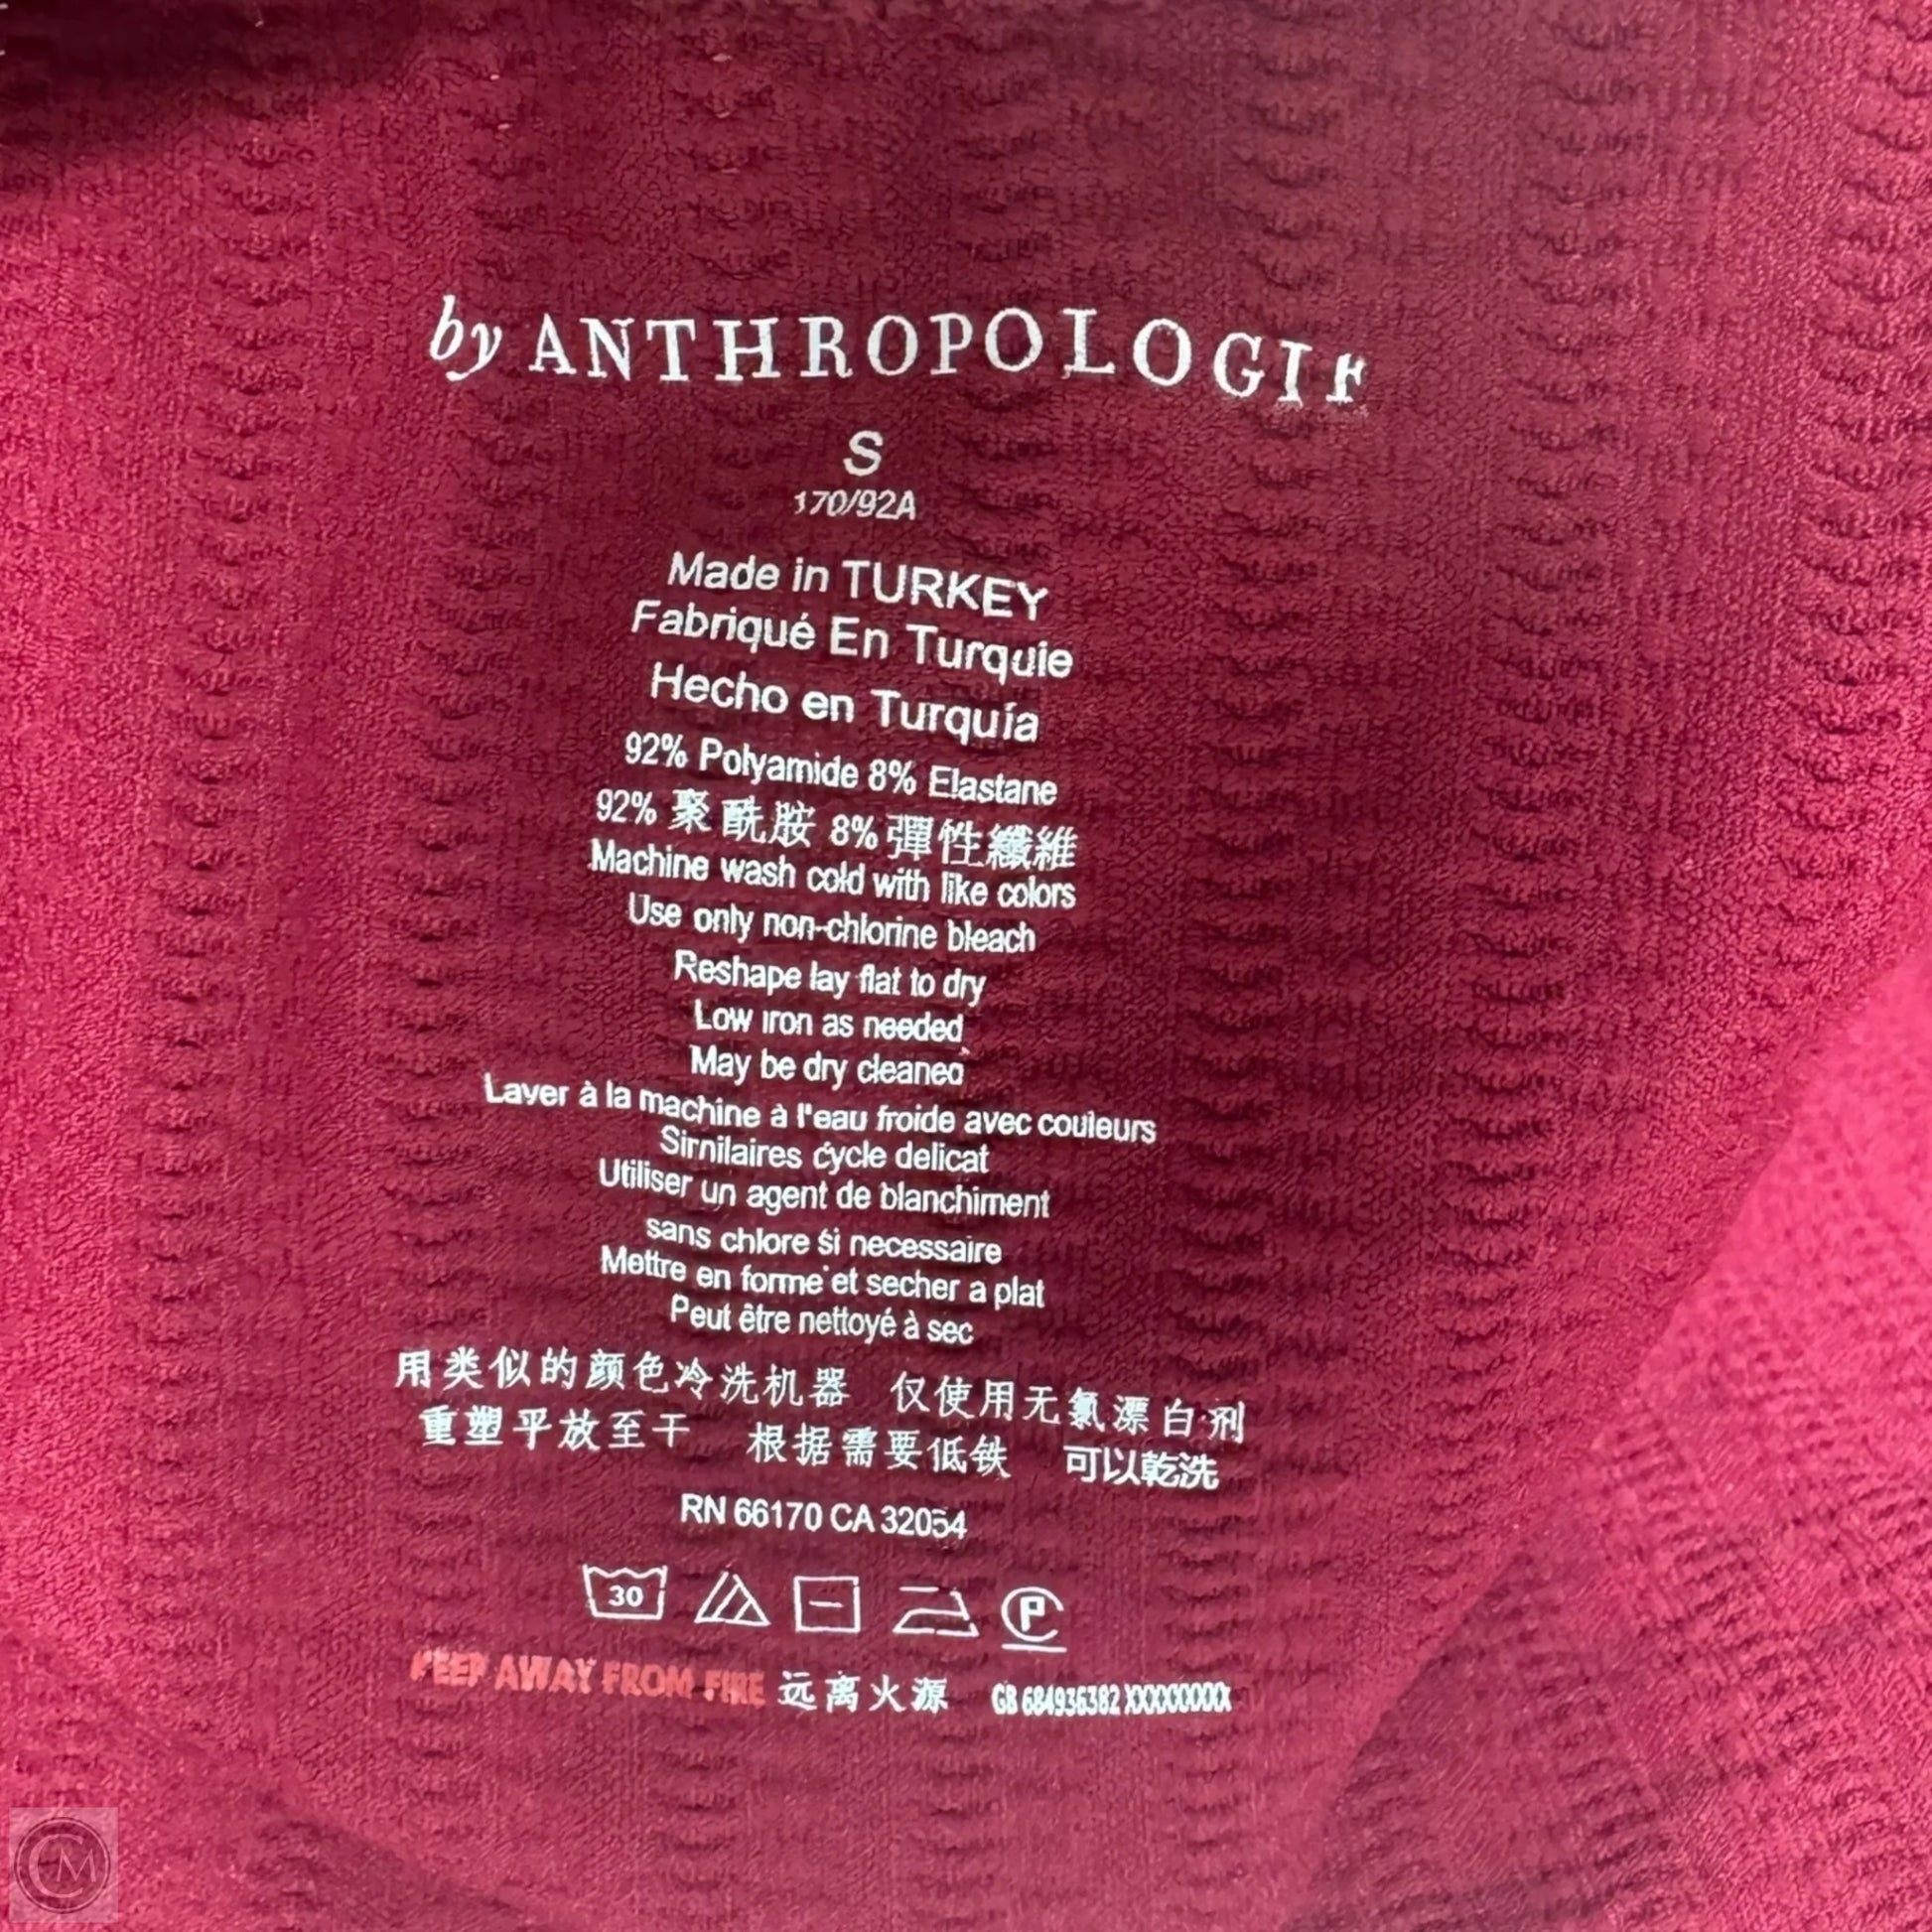 by ANTHROPOLOGIE
S
170/92A
Made in TURKEY
Fabriqué En Turquie
Hecho en Turquía
92% Polyamide 8% Elastane
92% 聚酰胺 8% 彈性纖維
Machine wash cold with like colors
Use only non-chlorine bleach
Reshape lay flat to dry
Low iron as needed
May be dry cleaned
Laver à la machine à l'eau froide avec couleurs
Sirnilaires cycle delicat
Utiliser un agent de blanchiment
sans chlore si necessaire
Mettre en forme et secher a plat
Peut être nettoyé à sec
用类似的颜色冷洗机器 仅使用无氯漂白剂
重塑平放至干 根据需要低铁 可以乾洗
RN 66170 CA 32054
30 P
KEEP AWAY FROM FIRE 远离火源 GB 684936382 XXXXXXXXX
CM